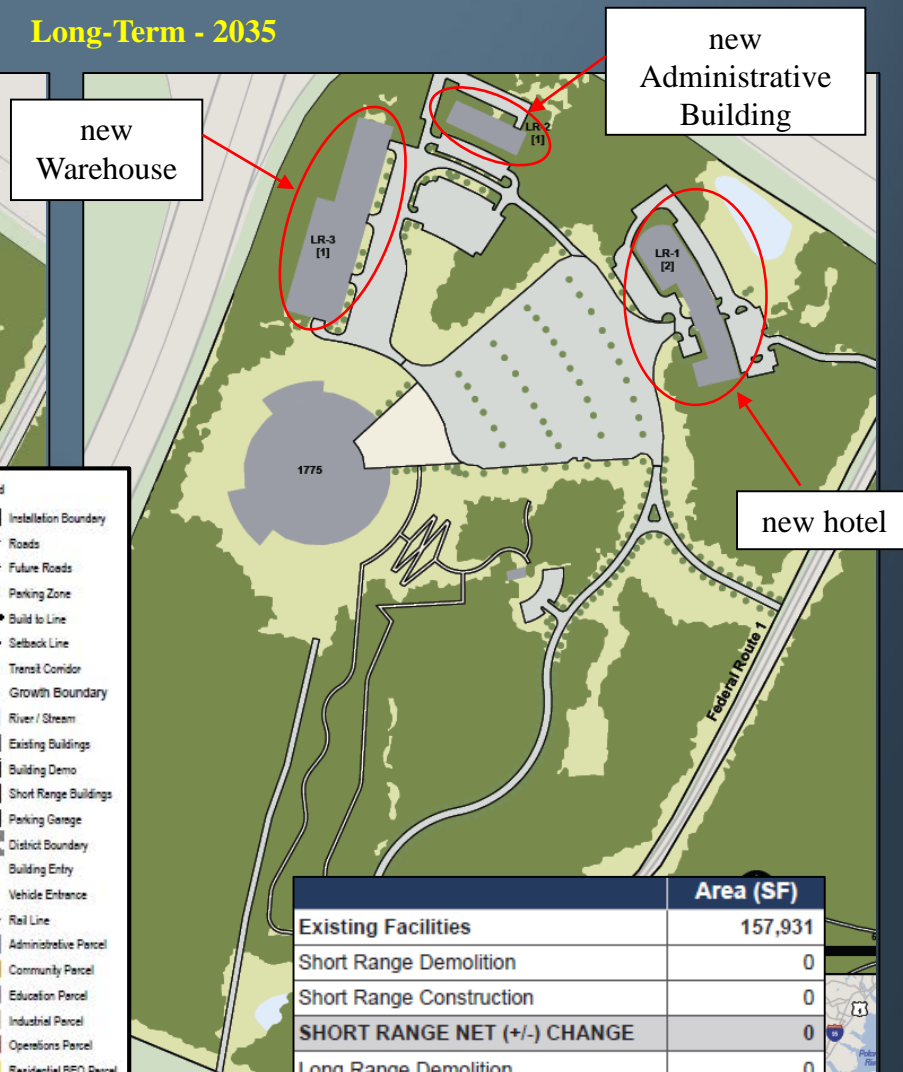 Long-Term - 2035
new
Administrative
Building
new
Warehouse
LR-2
[1]
LR-3
[1]
LR-1
[2]
1775
new hotel
Federal Route 1
Installation Boundary
Roads
Future Roads
Parking Zone
Build to Line
Setback Line
Transit Corridor
Growth Boundary
River / Stream
Existing Buildings
Building Demo
Short Range Buildings
Parking Garage
District Boundary
Building Entry
Vehicle Entrance
Rail Line
Administrative Parcel
Community Parcel
Education Parcel
Industrial Parcel
Operations Parcel
Residential BEQ Parcel
Area (SF)
Existing Facilities 157,931
Short Range Demolition 0
Short Range Construction 0
SHORT RANGE NET (+/-) CHANGE 0
Long Range Demolition 0
1